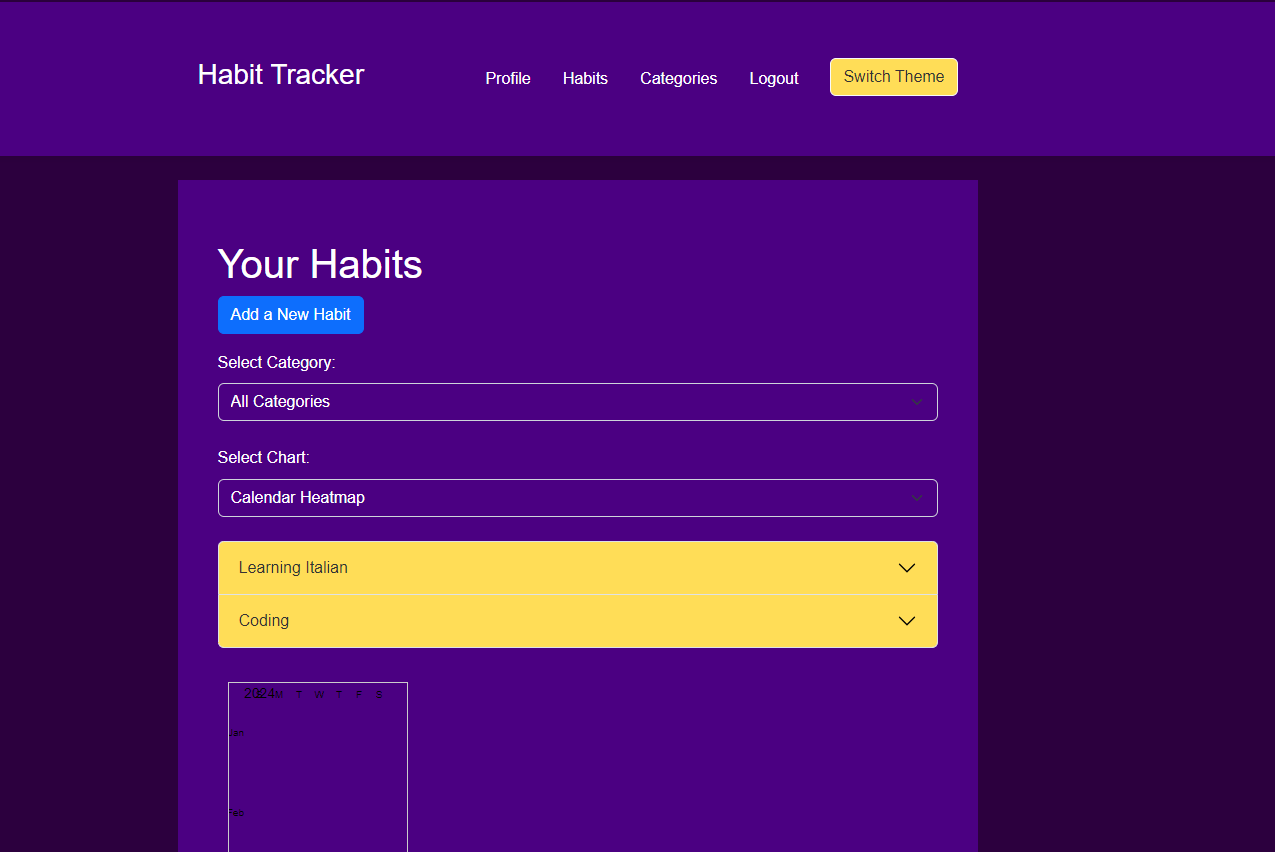 Habit Tracker
Profile Habits Categories Logout Switch Theme
Your Habits
Add a New Habit
Select Category:
All Categories
Select Chart:
Calendar Heatmap
Learning Italian
Coding
2024 S M T W T F S
Jan
Feb